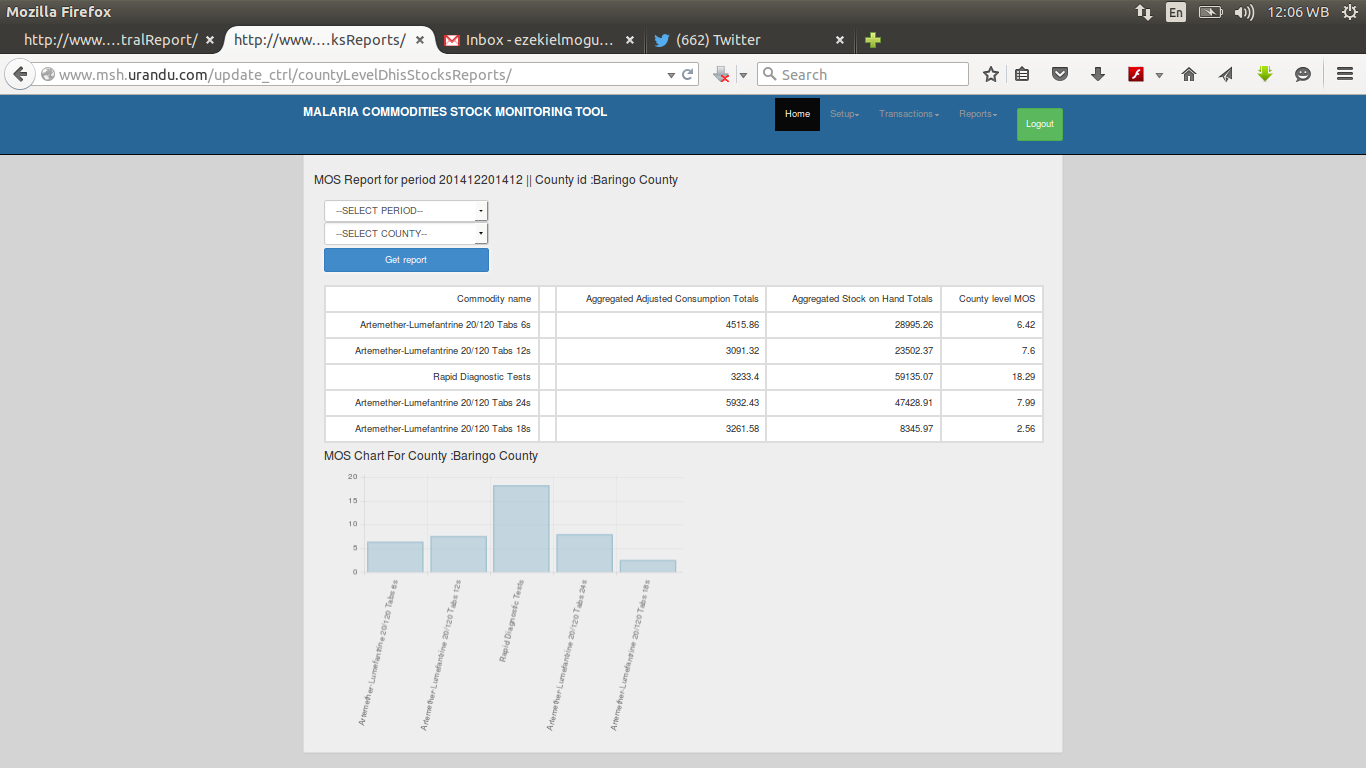 Mozilla Firefox
En
12:06 WB
http://www.…tralReport/
http://www.…ksReports/
Inbox - ezekielmogu…
(662) Twitter
www.msh.urandu.com/update_ctrl/countyLevelDhisStocksReports/
Search
MALARIA COMMODITIES STOCK MONITORING TOOL
Home
Setup
Transactions
Reports
Logout
MOS Report for period 201412201412 || County id :Baringo County
--SELECT PERIOD--
--SELECT COUNTY--
Get report
Commodity name Aggregated Adjusted Consumption Totals Aggregated Stock on Hand Totals County level MOS
Artemether-Lumefantrine 20/120 Tabs 6s 4515.86 28995.26 6.42
Artemether-Lumefantrine 20/120 Tabs 12s 3091.32 23502.37 7.6
Rapid Diagnostic Tests 3233.4 59135.07 18.29
Artemether-Lumefantrine 20/120 Tabs 24s 5932.43 47428.91 7.99
Artemether-Lumefantrine 20/120 Tabs 18s 3261.58 8345.97 2.56
MOS Chart For County :Baringo County
20
15
10
5
0
Artemether-Lumefantrine 20/120 Tabs 6s
Artemether-Lumefantrine 20/120 Tabs 12s
Rapid Diagnostic Tests
Artemether-Lumefantrine 20/120 Tabs 24s
Artemether-Lumefantrine 20/120 Tabs 18s